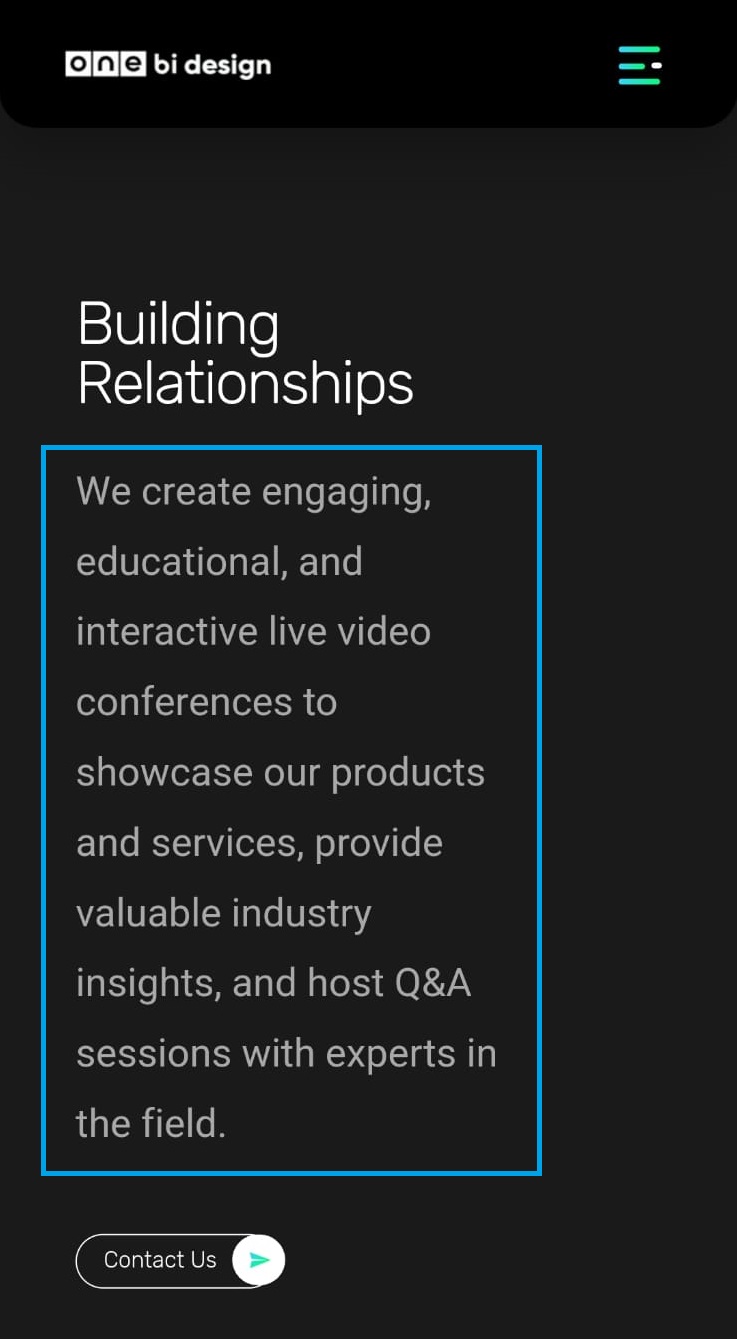 one bi design
Building
Relationships
We create engaging,
educational, and
interactive live video
conferences to
showcase our products
and services, provide
valuable industry
insights, and host Q&A
sessions with experts in
the field.
Contact Us